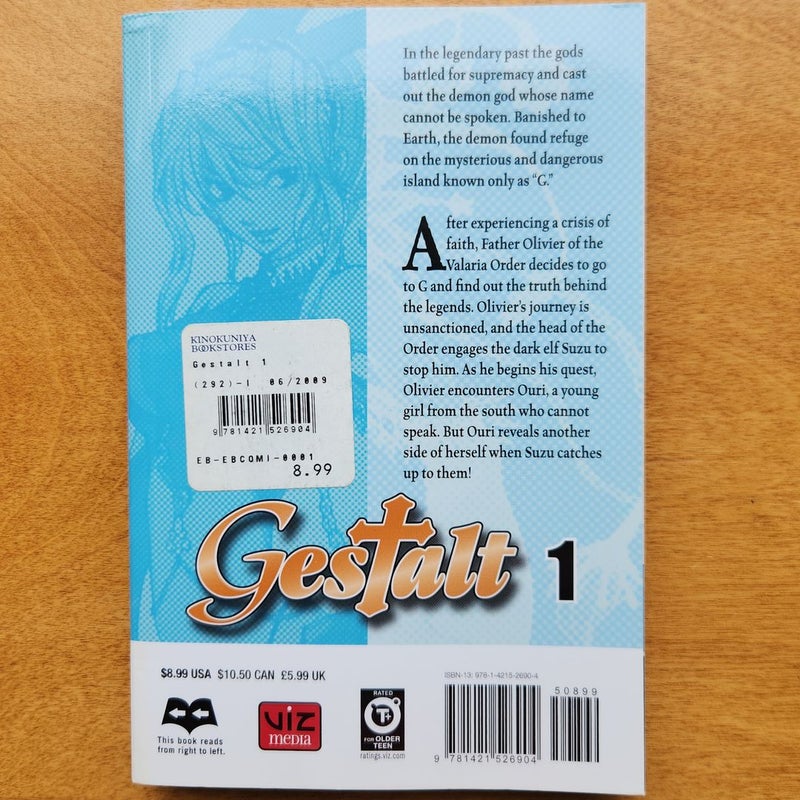 In the legendary past the gods
battled for supremacy and cast
out the demon god whose name
cannot be spoken. Banished to
Earth, the demon found refuge
on the mysterious and dangerous
island known only as “G.”
After experiencing a crisis of
faith, Father Olivier of the
Valaria Order decides to go
to G and find out the truth behind
the legends. Olivier’s journey is
unsanctioned, and the head of the
Order engages the dark elf Suzu to
stop him. As he begins his quest,
Olivier encounters Ouri, a young
girl from the south who cannot
speak. But Ouri reveals another
side of herself when Suzu catches
up to them!
KINOKUNIYA
BOOKSTORES
Gestalt 1
(292)-I 06/2009
9 781421 526904
EB-EBCOMI-0001
8.99
Gestalt 1
$8.99 USA $10.50 CAN £5.99 UK
This book reads
from right to left.
VIZ
MEDIA
RATED
T+
FOR OLDER
TEEN
ratings.viz.com
ISBN-13: 978-1-4215-2690-4
50899
9 781421 526904